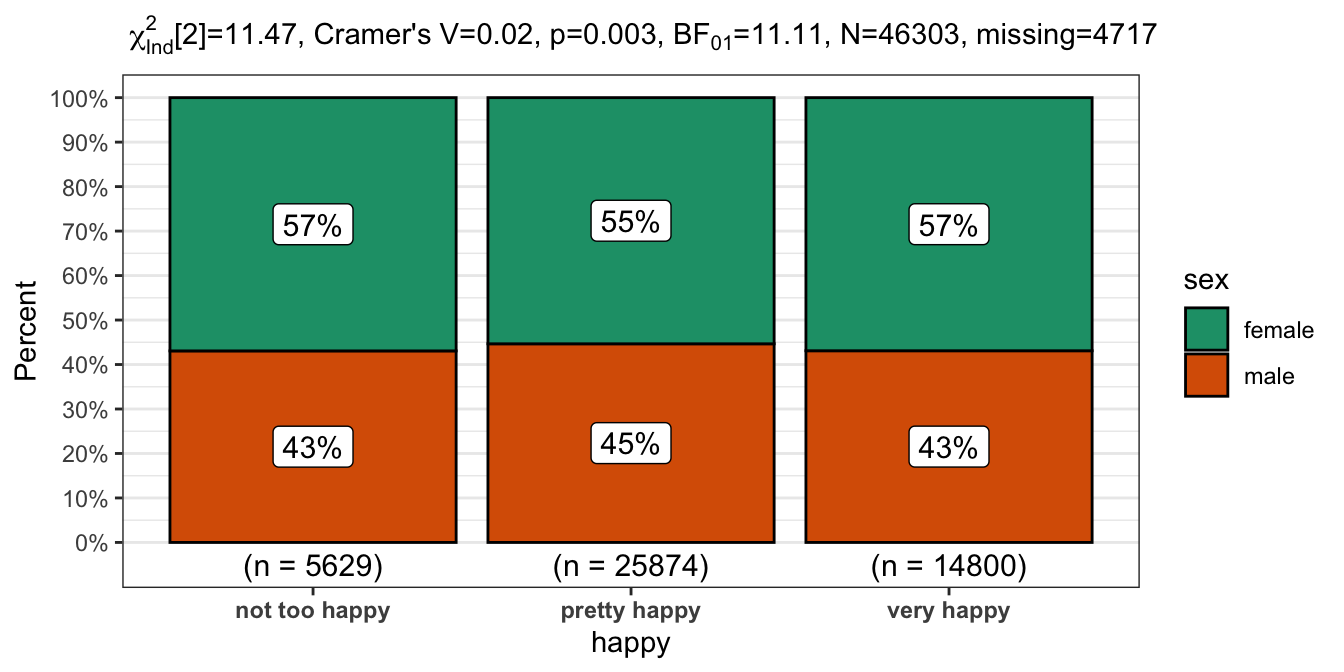 χ²Ind[2]=11.47, Cramer's V=0.02, p=0.003, BF01=11.11, N=46303, missing=4717
100%
90%
80%
70%
60%
50%
40%
30%
20%
10%
0%
Percent
57%
55%
57%
43%
45%
43%
(n = 5629)
(n = 25874)
(n = 14800)
not too happy
pretty happy
very happy
happy
sex
female
male